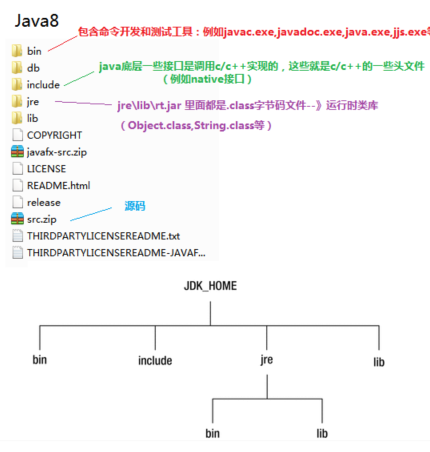 Java8
bin
包含命令开发和测试工具：例如javac.exe,javadoc.exe,java.exe,jjs.exe等
db
include
java底层一些接口是调用c/c++实现的，这些就是c/c++的一些头文件
（例如native接口）
jre
jre\lib\rt.jar 里面都是.class字节码文件--》运行时类库
（Object.class,String.class等）
lib
COPYRIGHT
javafx-src.zip
LICENSE
README.html
release
src.zip
源码
THIRDPARTYLICENSEREADME.txt
THIRDPARTYLICENSEREADME-JAVAF...
JDK_HOME
bin include jre lib
bin lib